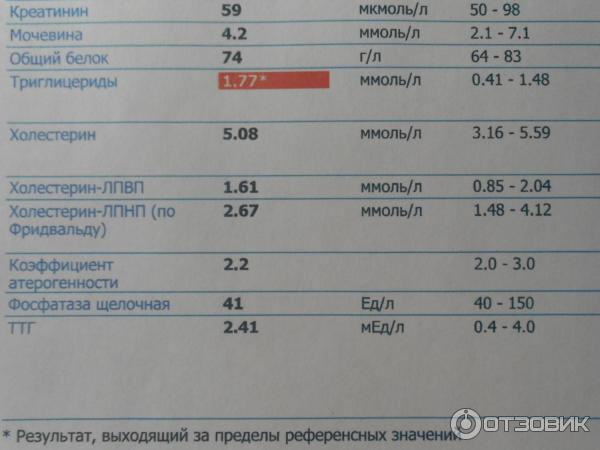 Креатинин 59 мкмоль/л 50 - 98
Мочевина 4.2 ммоль/л 2.1 - 7.1
Общий белок 74 г/л 64 - 83
Триглицериды 1.77* ммоль/л 0.41 - 1.48
Холестерин 5.08 ммоль/л 3.16 - 5.59
Холестерин-ЛПВП 1.61 ммоль/л 0.85 - 2.04
Холестерин-ЛПНП (по 2.67 ммоль/л 1.48 - 4.12
Фридвальду)
Коэффициент 2.2 2.0 - 3.0
атерогенности
Фосфатаза щелочная 41 Ед/л 40 - 150
ТТГ 2.41 мЕд/л 0.4 - 4.0
* Результат, выходящий за пределы референсных значений
ОТЗОВИК